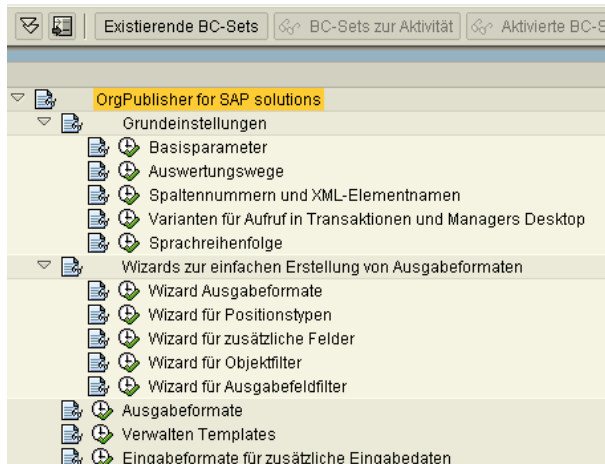 Existierende BC-Sets BC-Sets zur Aktivität Aktivierte BC-S
OrgPublisher for SAP solutions
Grundeinstellungen
Basisparameter
Auswertungswege
Spaltennummern und XML-Elementnamen
Varianten für Aufruf in Transaktionen und Managers Desktop
Sprachreihenfolge
Wizards zur einfachen Erstellung von Ausgabeformaten
Wizard Ausgabeformate
Wizard für Positionstypen
Wizard für zusätzliche Felder
Wizard für Objektfilter
Wizard für Ausgabefeldfilter
Ausgabeformate
Verwalten Templates
Eingabeformate für zusätzliche Eingabedaten